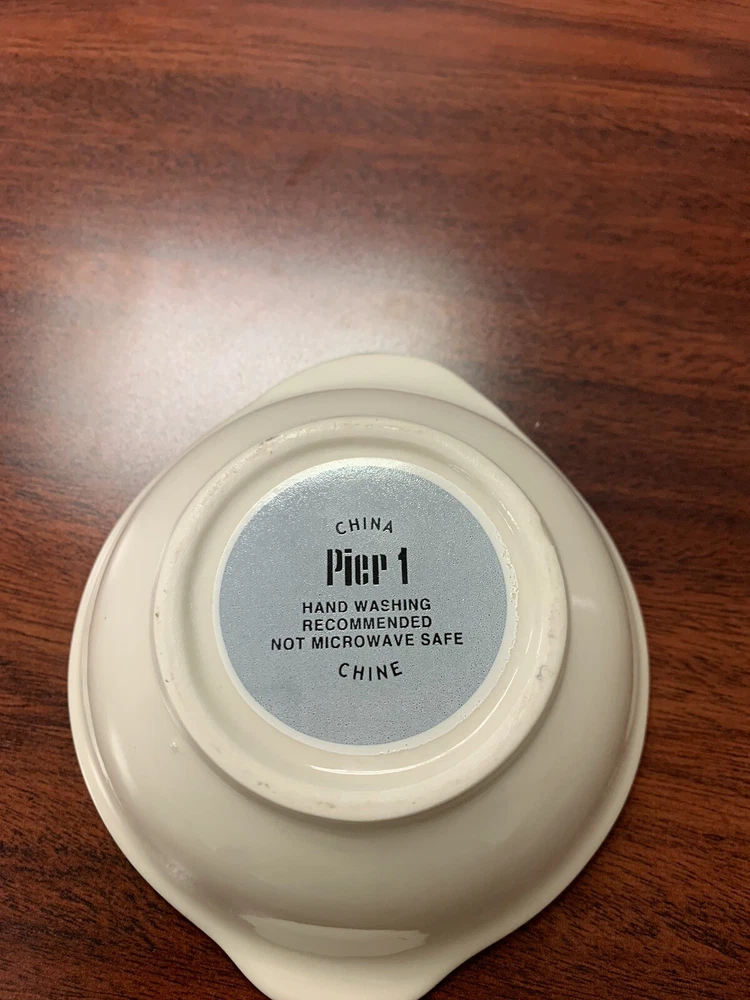 CHINA
Pier 1
HAND WASHING
RECOMMENDED
NOT MICROWAVE SAFE
CHINE